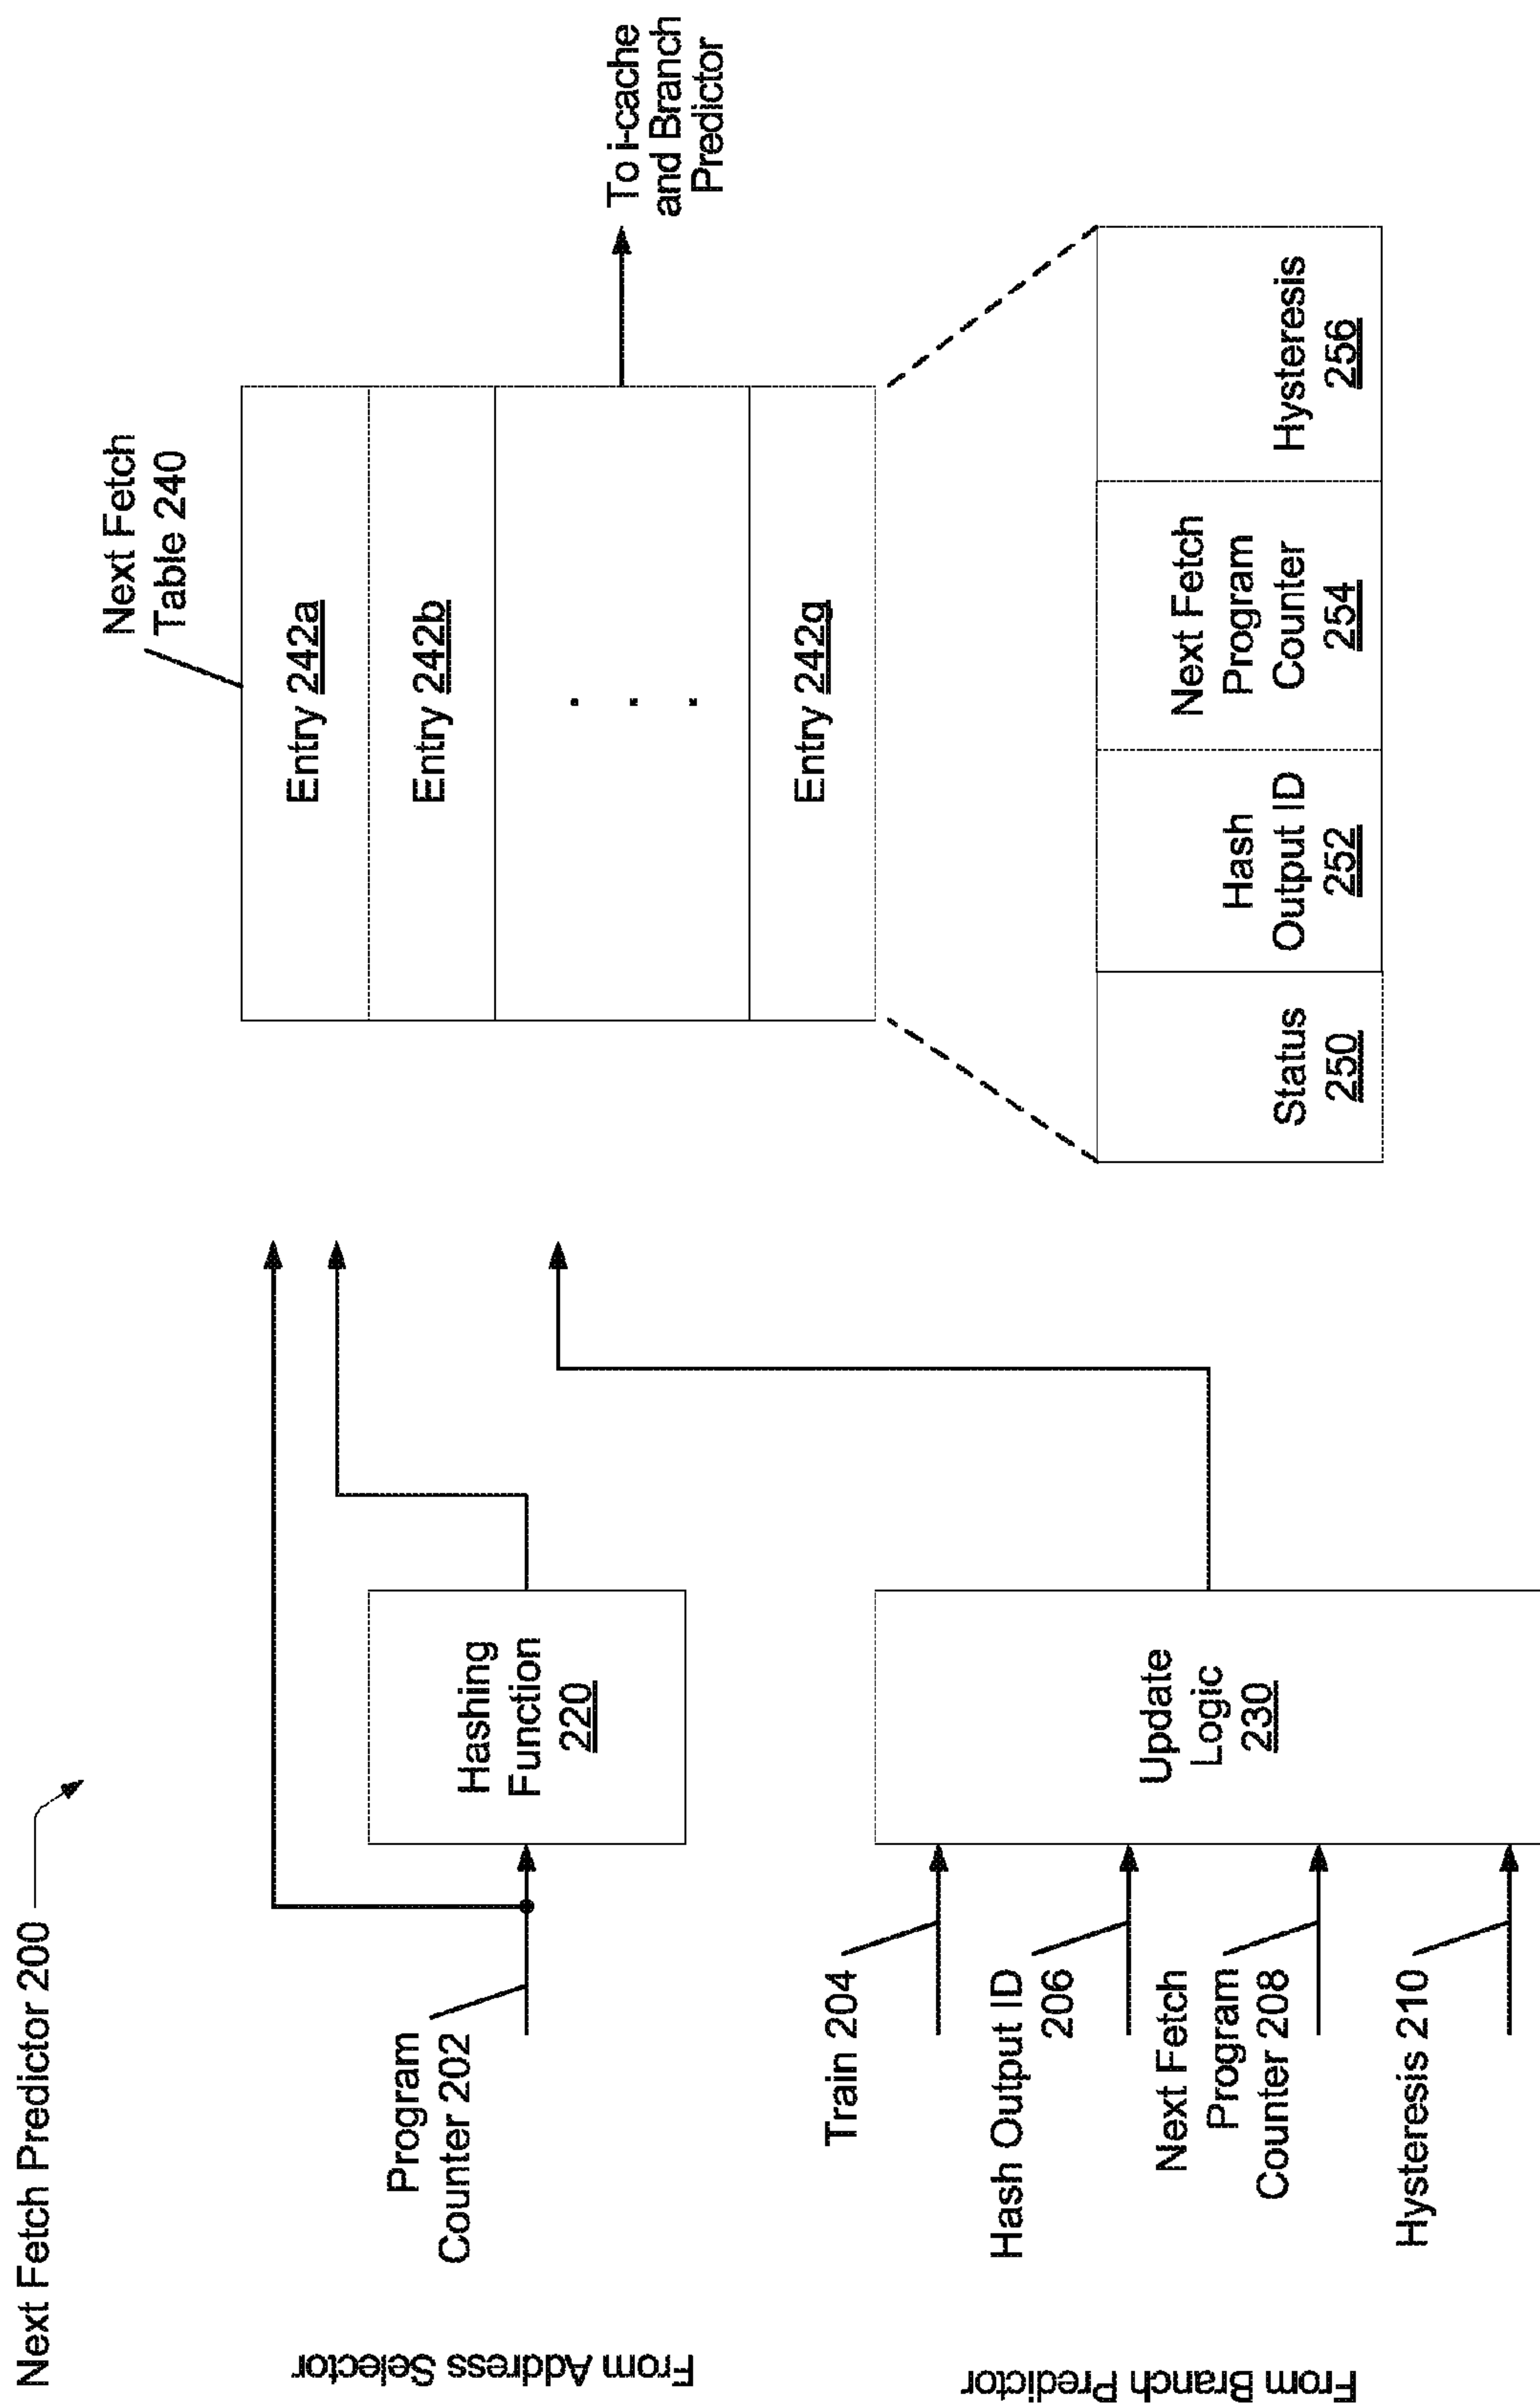 Next Fetch Predictor 200
From Address Selector
Program
Counter 202
Hashing
Function
220
From Branch Predictor
Train 204
Hash Output ID
206
Next Fetch
Program
Counter 208
Hysteresis 210
Update
Logic
230
Next Fetch
Table 240
Entry 242a
Entry 242b
. . .
Entry 242g
To i-cache
and Branch
Predictor
Status
250
Hash
Output ID
252
Next Fetch
Program
Counter
254
Hysteresis
256